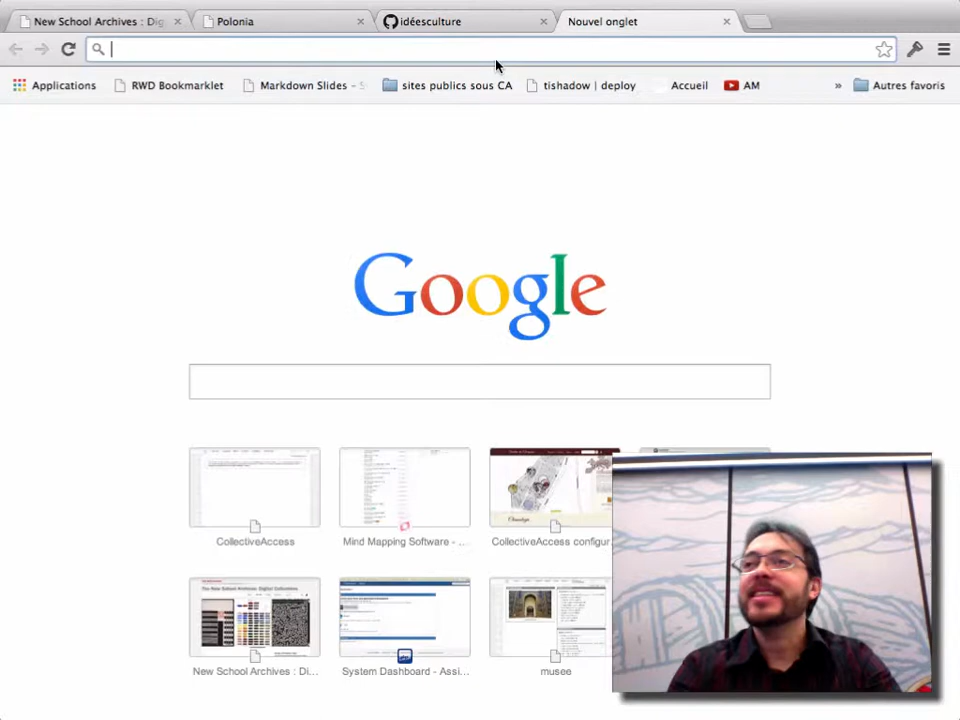 New School Archives : Dig
Polonia
idéesculture
Nouvel onglet
Applications
RWD Bookmarklet
Markdown Slides - S
sites publics sous CA
tishadow | deploy
Accueil
AM
»
Autres favoris
Google
CollectiveAccess
Mind Mapping Software - ...
CollectiveAccess configur
New School Archives : Di...
System Dashboard - Assi...
musee